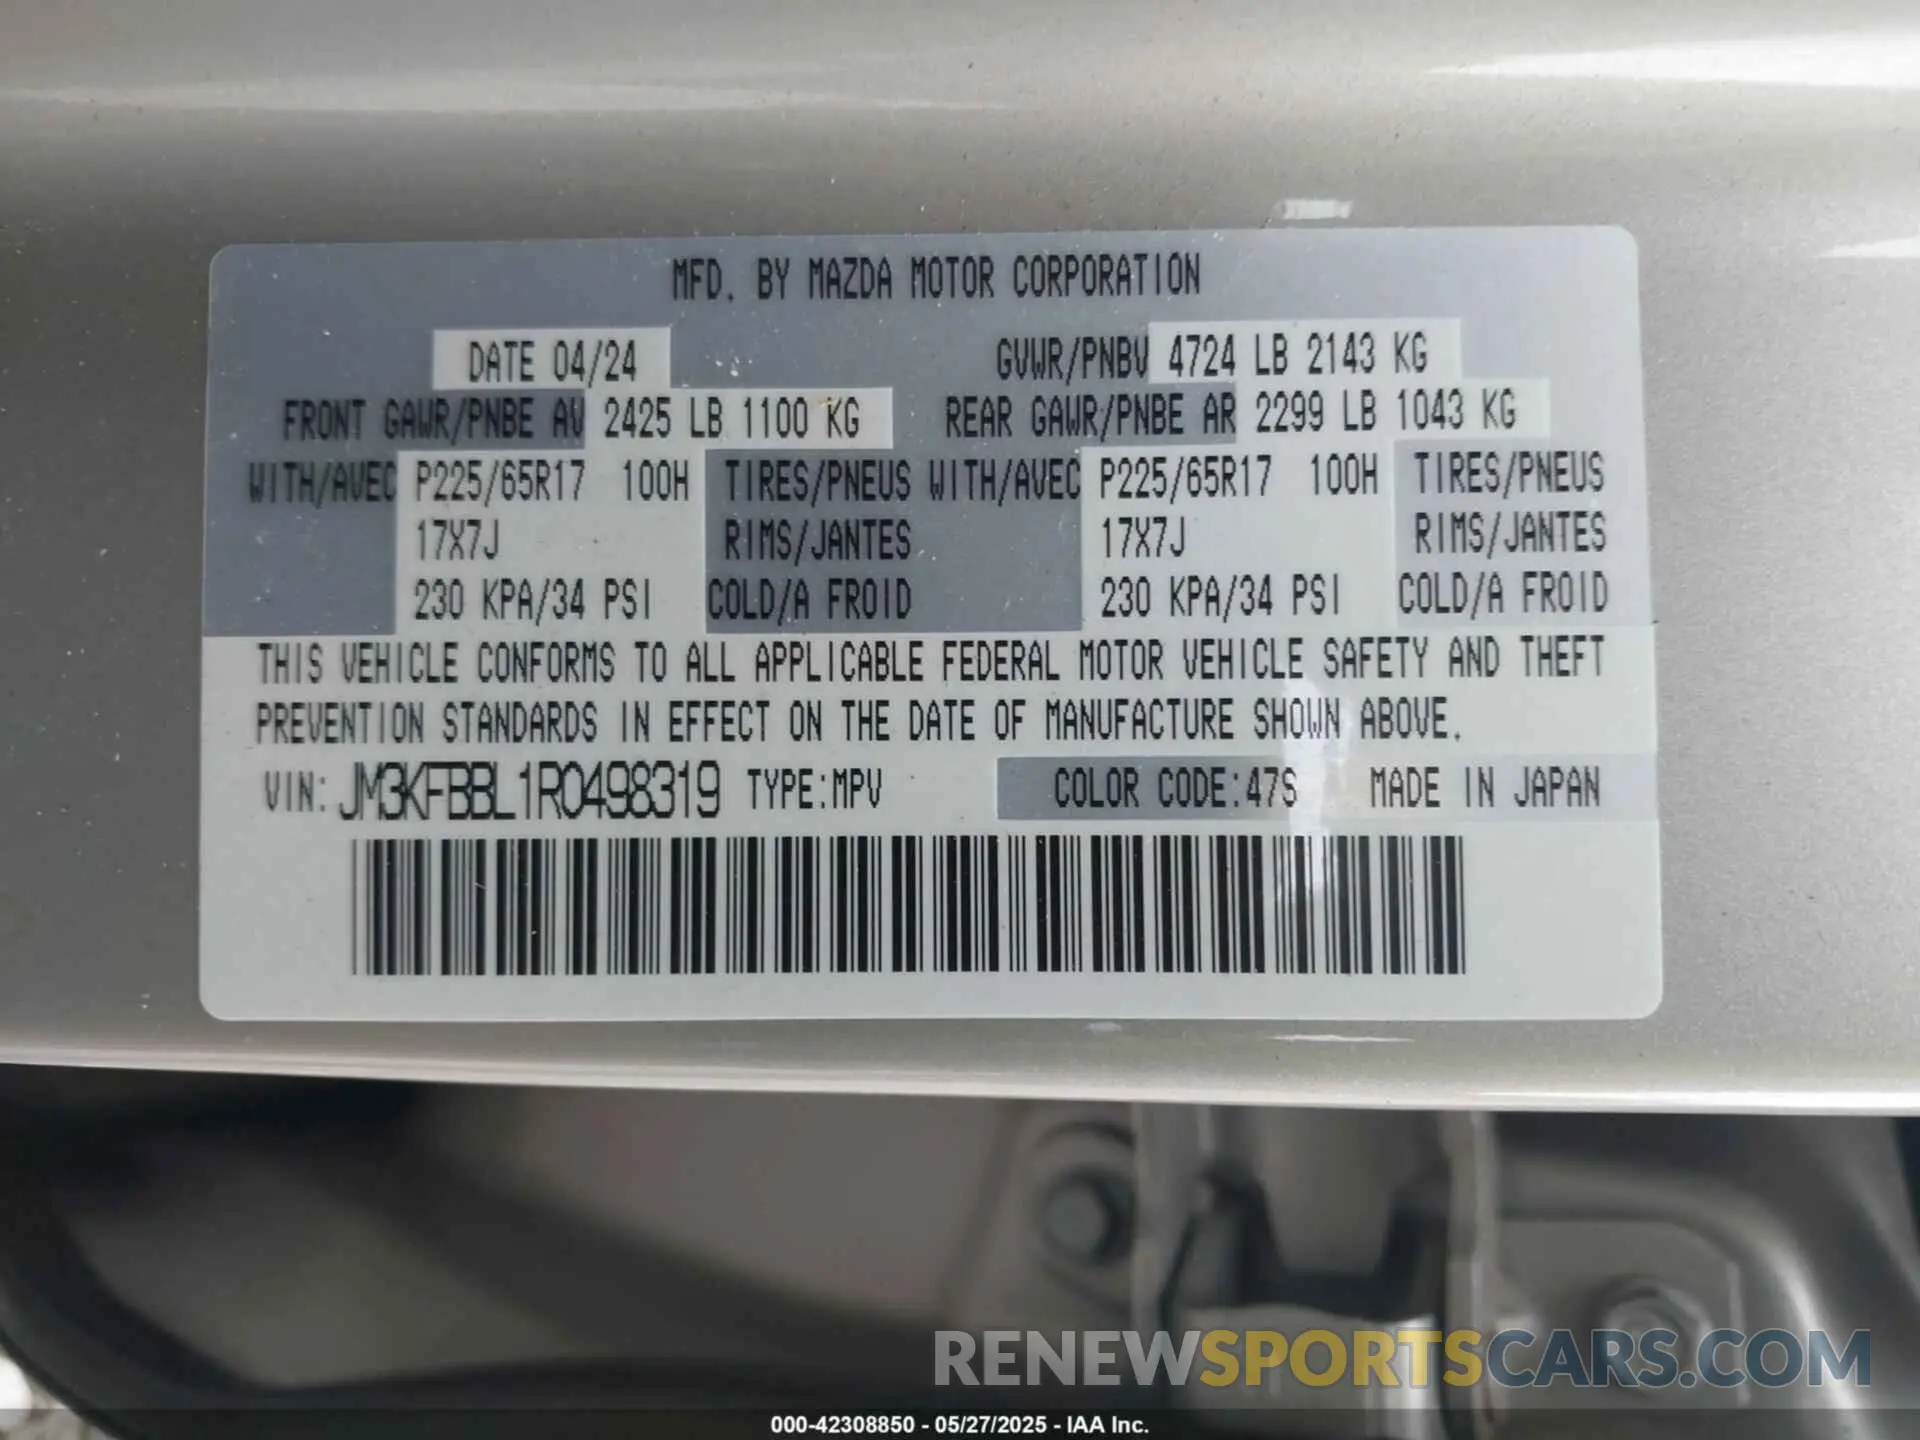 MFD. BY MAZDA MOTOR CORPORATION
DATE 04/24 GVWR/PNBV 4724 LB 2143 KG
FRONT GAWR/PNBE AV 2425 LB 1100 KG REAR GAWR/PNBE AR 2299 LB 1043 KG
WITH/AVEC P225/65R17 100H TIRES/PNEUS WITH/AVEC P225/65R17 100H TIRES/PNEUS
17X7J RIMS/JANTES 17X7J RIMS/JANTES
230 KPA/34 PSI COLD/A FROID 230 KPA/34 PSI COLD/A FROID
THIS VEHICLE CONFORMS TO ALL APPLICABLE FEDERAL MOTOR VEHICLE SAFETY AND THEFT
PREVENTION STANDARDS IN EFFECT ON THE DATE OF MANUFACTURE SHOWN ABOVE.
VIN: JM3KFBBL1R0498319 TYPE:MPV COLOR CODE:47S MADE IN JAPAN
RENEWSPORTSCARS.COM
000-42308850 - 05/27/2025 - IAA Inc.